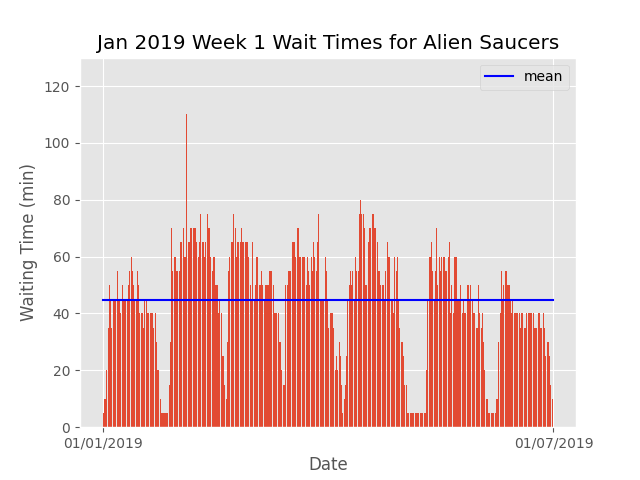 Jan 2019 Week 1 Wait Times for Alien Saucers
mean
Waiting Time (min)
120
100
80
60
40
20
0
01/01/2019
01/07/2019
Date